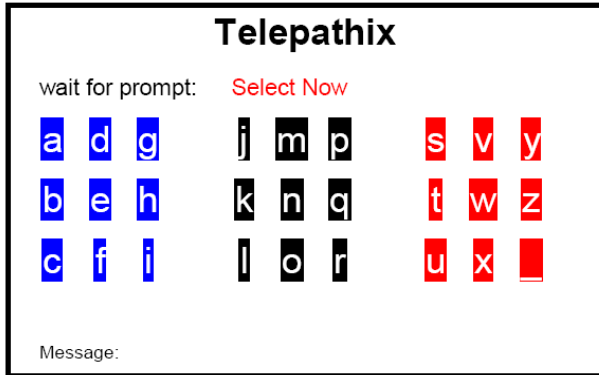 Telepathix
wait for prompt: Select Now
a d g j m p s v y
b e h k n q t w z
c f i l o r u x _
Message: